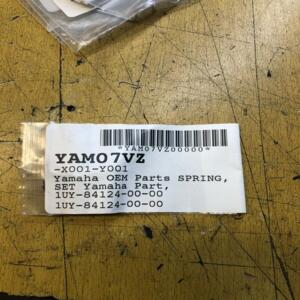 *YAM07VZ00000*
YAM07VZ
-X001-Y001
Yamaha OEM Parts SPRING,
SET Yamaha Part,
1UY-84124-00-00
1UY-84124-00-00